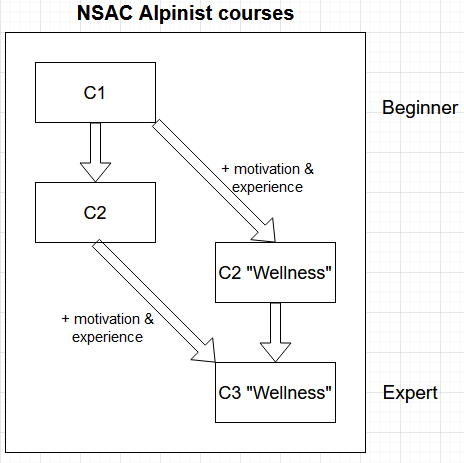 NSAC Alpinist courses
C1
Beginner
+ motivation &
experience
C2
C2 "Wellness"
+ motivation &
experience
C3 "Wellness"
Expert